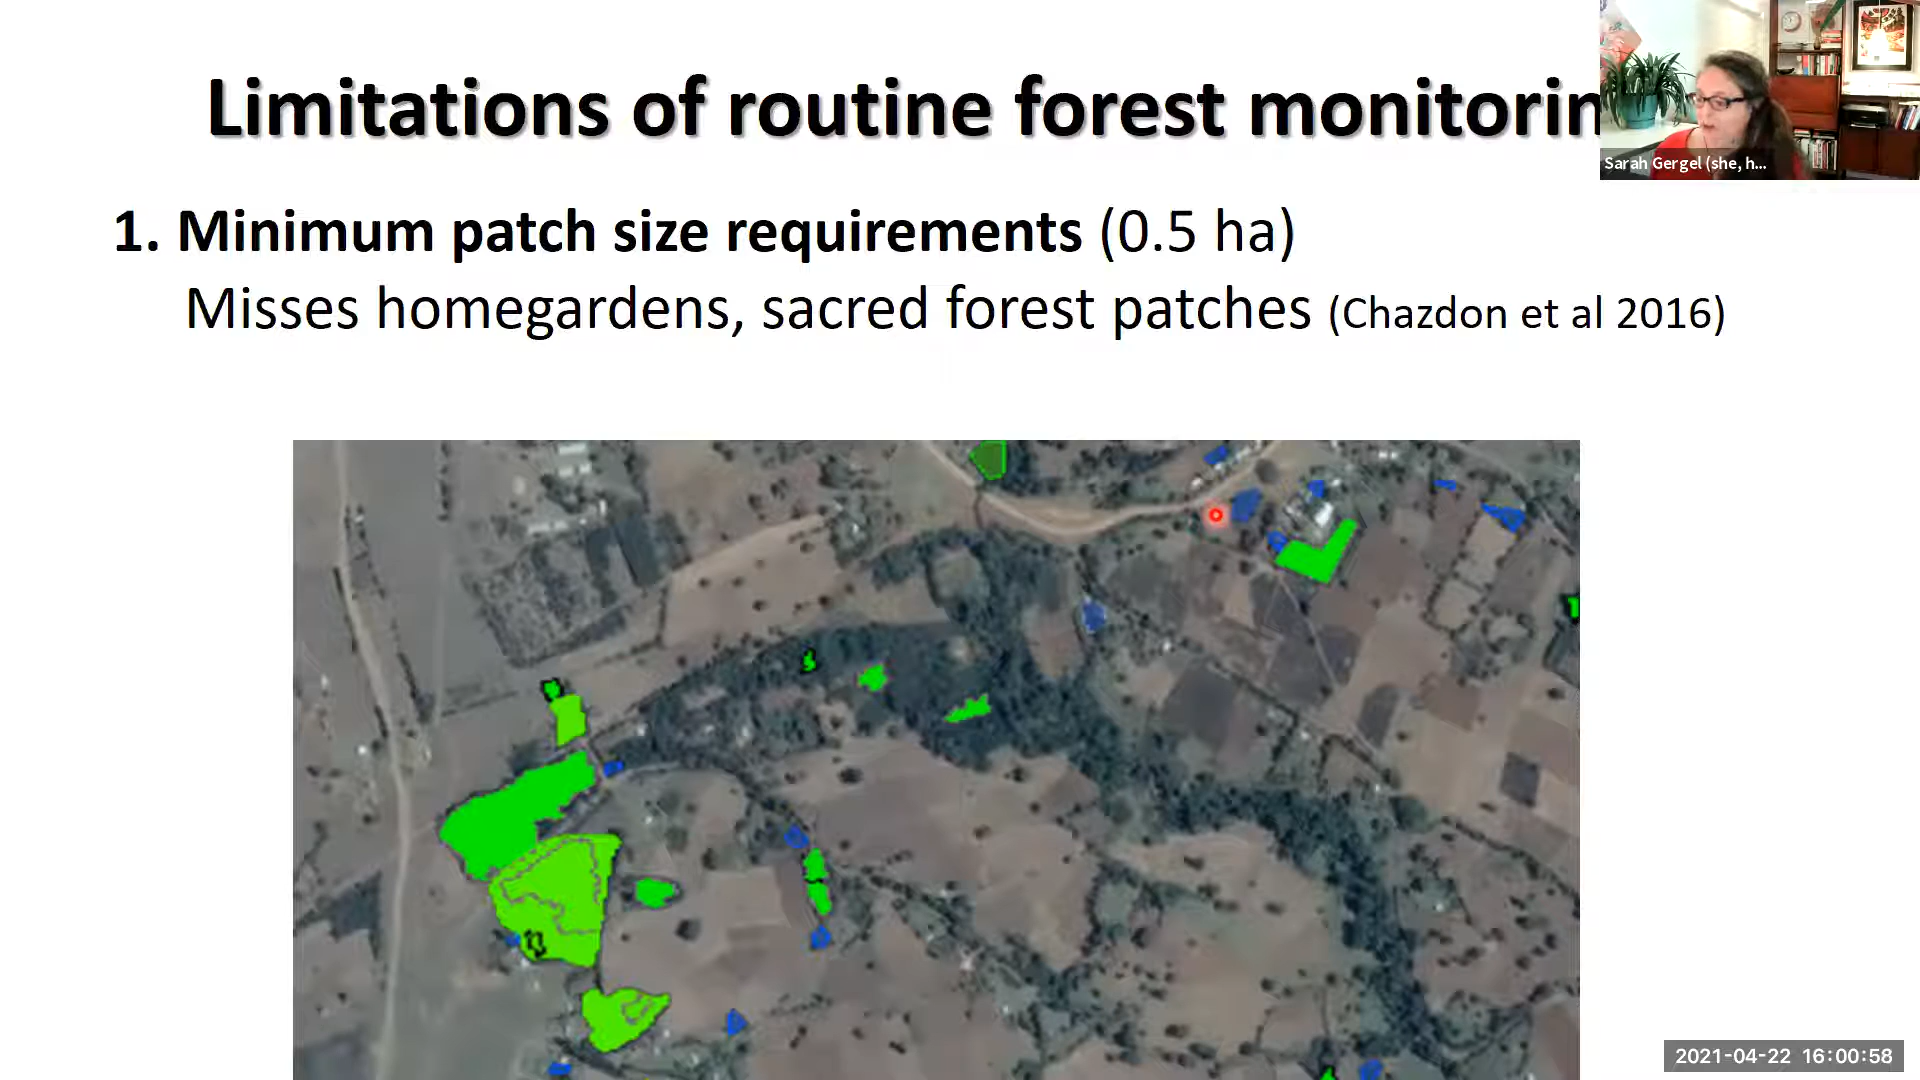 Limitations of routine forest monitorin
Sarah Gergel (she, h...
1. Minimum patch size requirements (0.5 ha)
Misses homegardens, sacred forest patches (Chazdon et al 2016)
2021-04-22 16:00:58